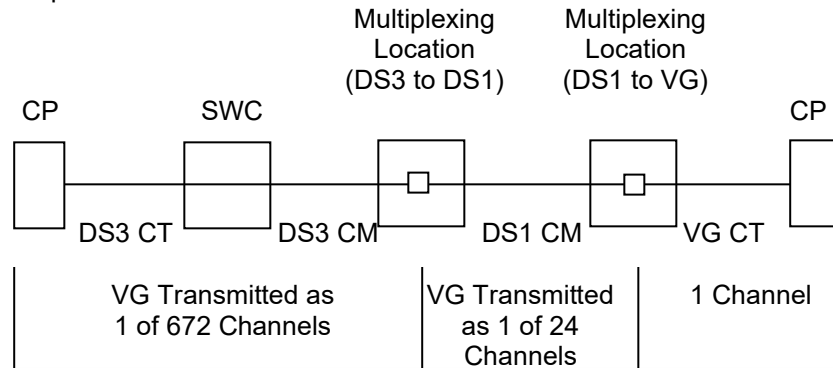 Multiplexing
Location
(DS3 to DS1)
Multiplexing
Location
(DS1 to VG)
CP
SWC
CP
DS3 CT
DS3 CM
DS1 CM
VG CT
VG Transmitted as
1 of 672 Channels
VG Transmitted
as 1 of 24
Channels
1 Channel